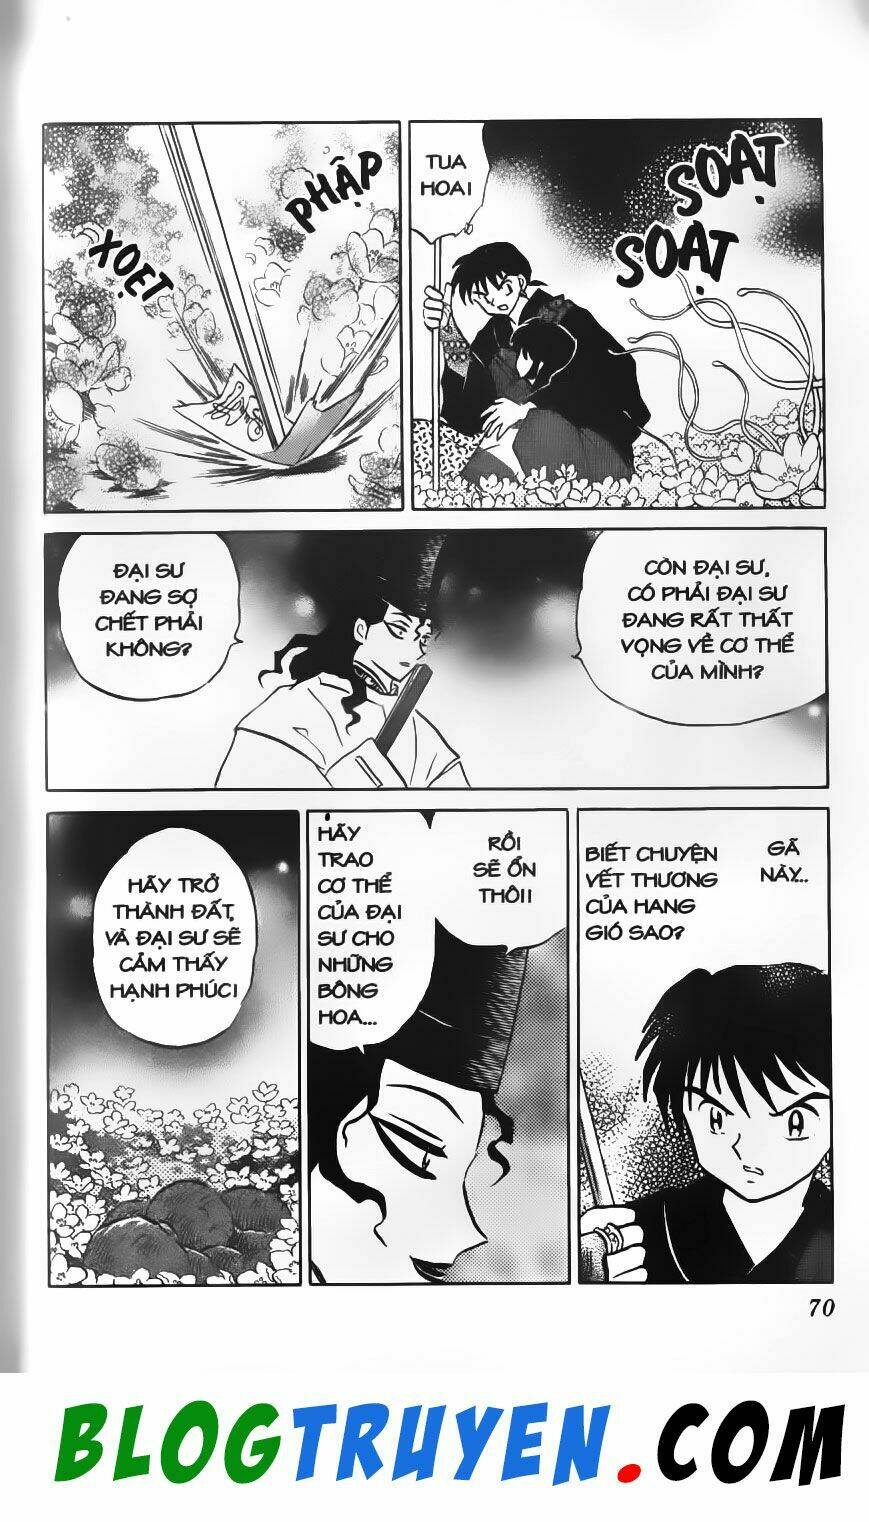 TUA
HOA!
SOẠT
SOẠT
PHẬP
XOẸT
CÒN ĐẠI SƯ,
CÓ PHẢI ĐẠI SƯ
ĐANG RẤT THẤT
VỌNG VỀ CƠ THỂ
CỦA MÌNH?
ĐẠI SƯ
ĐANG SỢ
CHẾT PHẢI
KHÔNG?
GÃ
NÀY...
BIẾT CHUYỆN
VẾT THƯƠNG
CỦA HANG
GIÓ SAO?
RỒI
SẼ ỔN
THÔI!
HÃY
TRAO
CƠ THỂ
CỦA ĐẠI
SƯ CHO
NHỮNG
BÔNG
HOA...
HÃY TRỞ
THÀNH ĐẤT,
VÀ ĐẠI SƯ SẼ
CẢM THẤY
HẠNH PHÚC!
70
BLOGTRUYEN.COM